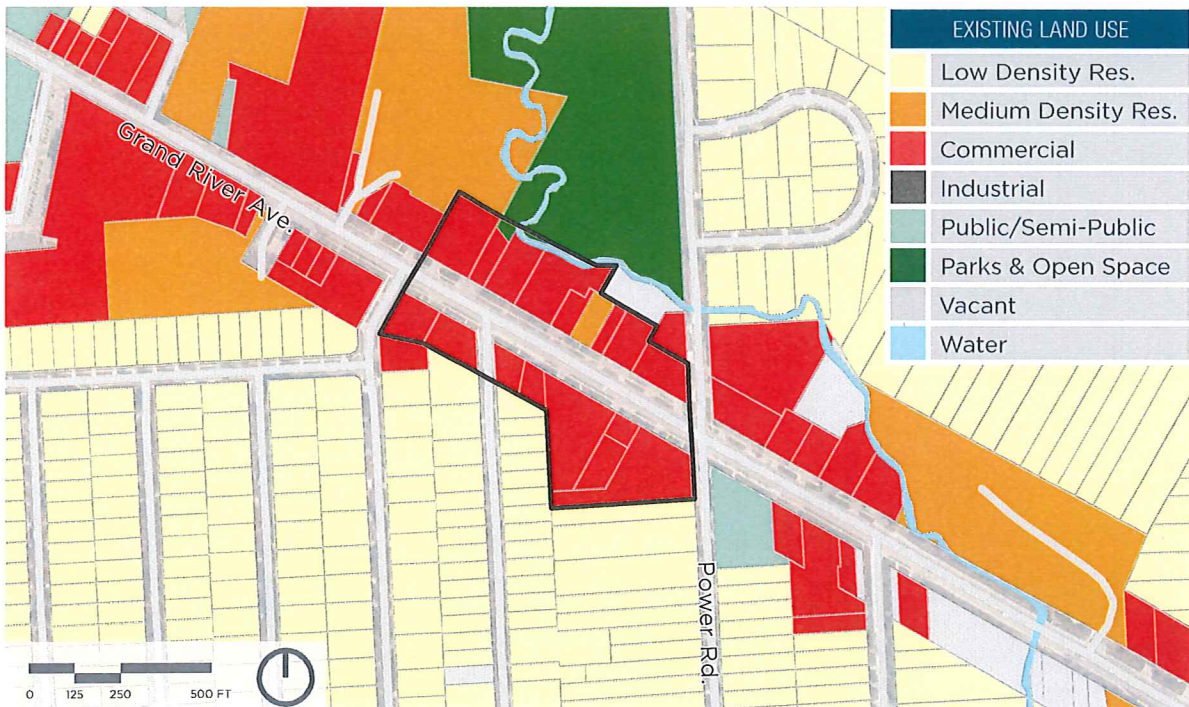 EXISTING LAND USE
Low Density Res.
Medium Density Res.
Commercial
Industrial
Public/Semi-Public
Parks & Open Space
Vacant
Water
Grand River Ave.
Power Rd.
0 125 250 500 FT